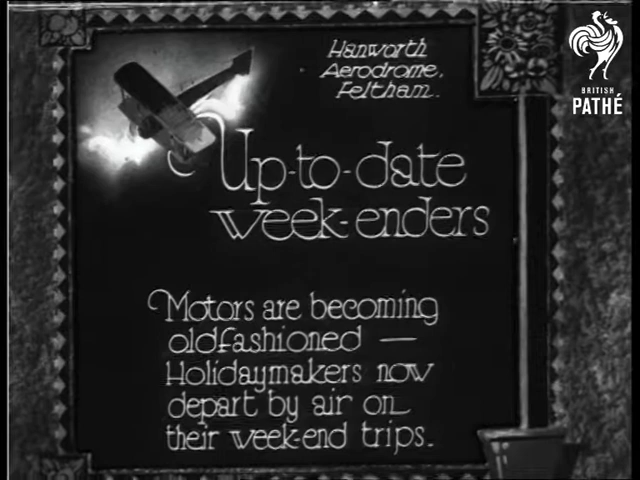 Hanworth
Aerodrome,
Feltham.
BRITISH
PATHÉ
Up-to-date
week-enders
Motors are becoming
oldfashioned —
Holidaymakers now
depart by air on
their week-end trips.